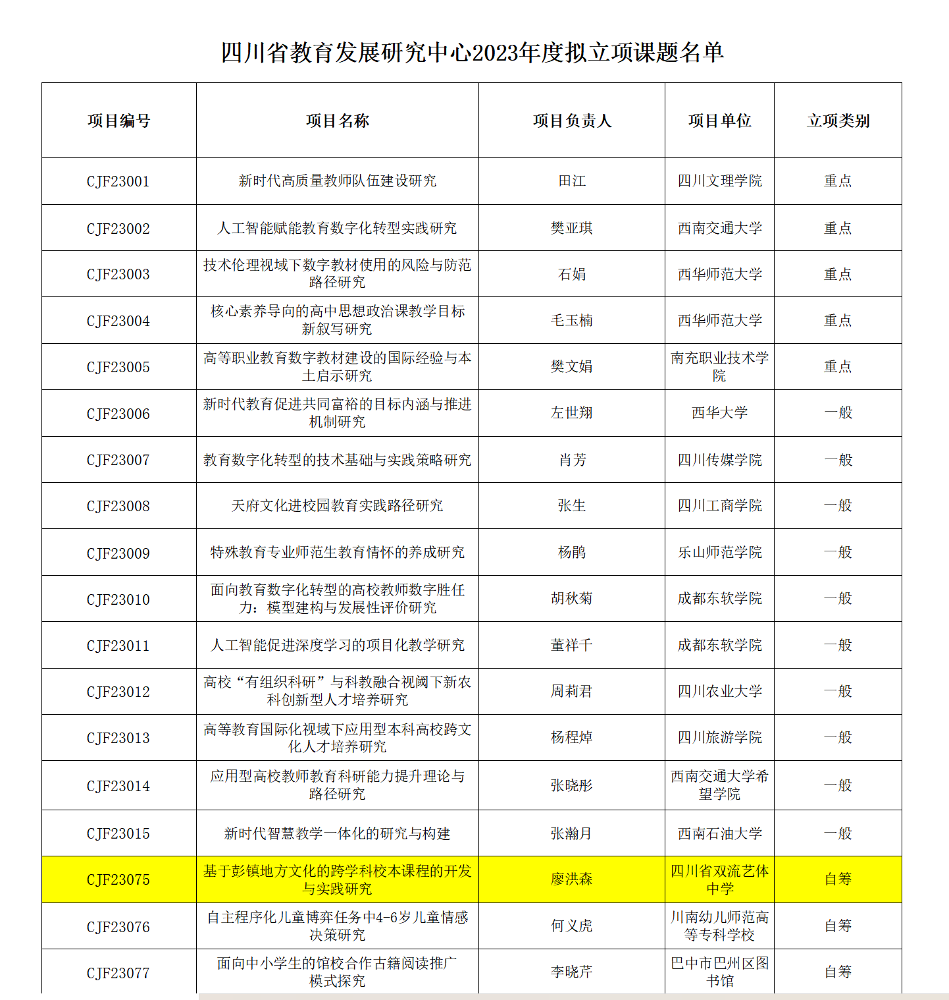 四川省教育发展研究中心2023年度拟立项课题名单
项目编号 项目名称 项目负责人 项目单位 立项类别
CJF23001 新时代高质量教师队伍建设研究 田江 四川文理学院 重点
CJF23002 人工智能赋能教育数字化转型实践研究 樊亚琪 西南交通大学 重点
CJF23003 技术伦理视域下数字教材使用的风险与防范
路径研究 石娟 西华师范大学 重点
CJF23004 核心素养导向的高中思想政治课教学目标
新叙写研究 毛玉楠 西华师范大学 重点
CJF23005 高等职业教育数字教材建设的国际经验与本
土启示研究 樊文娟 南充职业技术学
院 重点
CJF23006 新时代教育促进共同富裕的目标内涵与推进
机制研究 左世翔 西华大学 一般
CJF23007 教育数字化转型的技术基础与实践策略研究 肖芳 四川传媒学院 一般
CJF23008 天府文化进校园教育实践路径研究 张生 四川工商学院 一般
CJF23009 特殊教育专业师范生教育情怀的养成研究 杨鹃 乐山师范学院 一般
CJF23010 面向教育数字化转型的高校教师数字胜任
力：模型建构与发展性评价研究 胡秋菊 成都东软学院 一般
CJF23011 人工智能促进深度学习的项目化教学研究 董祥千 成都东软学院 一般
CJF23012 高校“有组织科研”与科教融合视阈下新农
科创新型人才培养研究 周莉君 四川农业大学 一般
CJF23013 高等教育国际化视域下应用型本科高校跨文
化人才培养研究 杨程焯 四川旅游学院 一般
CJF23014 应用型高校教师教育科研能力提升理论与
路径研究 张晓彤 西南交通大学希
望学院 一般
CJF23015 新时代智慧教学一体化的研究与构建 张瀚月 西南石油大学 一般
CJF23075 基于彭镇地方文化的跨学科校本课程的开发
与实践研究 廖洪森 四川省双流艺体
中学 自筹
CJF23076 自主程序化儿童博弈任务中4-6岁儿童情感
决策研究 何义虎 川南幼儿师范高
等专科学校 自筹
CJF23077 面向中小学生的馆校合作古籍阅读推广
模式探究 李晓芹 巴中市巴州区图
书馆 自筹